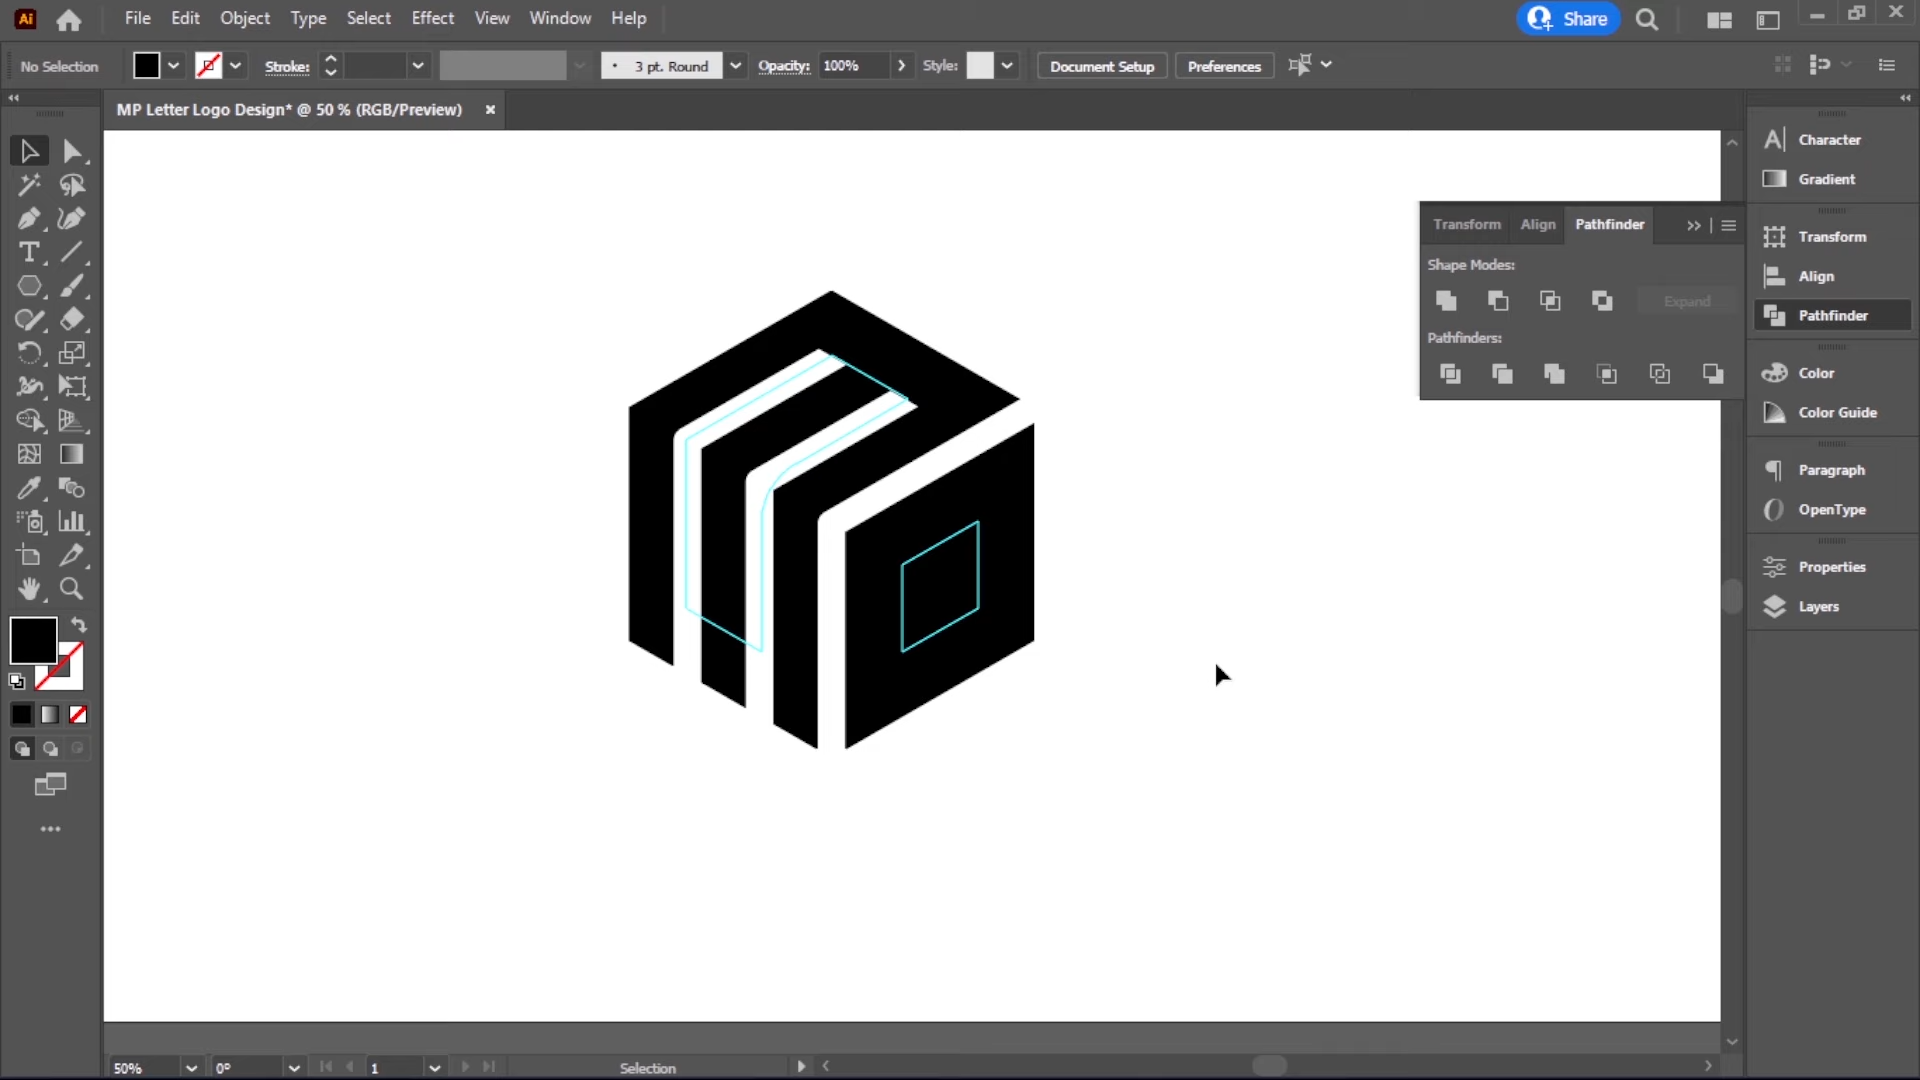 Ai File Edit Object Type Select Effect View Window Help Share
No Selection Stroke: 3 pt. Round Opacity: 100% Style: Document Setup Preferences
MP Letter Logo Design* @ 50 % (RGB/Preview)
Character
Gradient
Transform
Align
Pathfinder
Color
Color Guide
Paragraph
OpenType
Properties
Layers
Transform Align Pathfinder
Shape Modes:
Expand
Pathfinders:
50% 0° 1 Selection